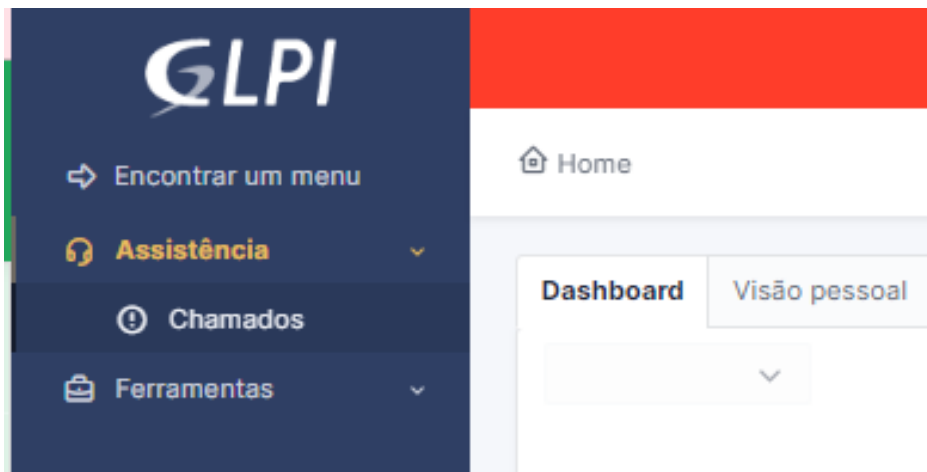 GLPI
Encontrar um menu
Home
Assistência
Dashboard
Visão pessoal
Chamados
Ferramentas